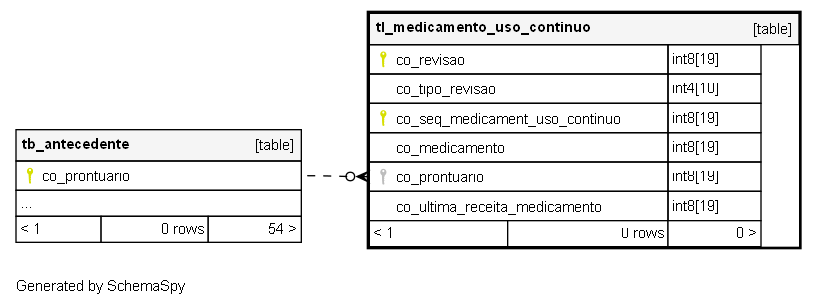 tl_medicamento_uso_continuo [table]
co_revisao int8[19]
co_tipo_revisao int4[10]
co_seq_medicament_uso_continuo int8[19]
co_medicamento int8[19]
co_prontuario int8[19]
co_ultima_receita_medicamento int8[19]
< 1 0 rows 0 >
tb_antecedente [table]
co_prontuario
...
< 1 0 rows 54 >
Generated by SchemaSpy